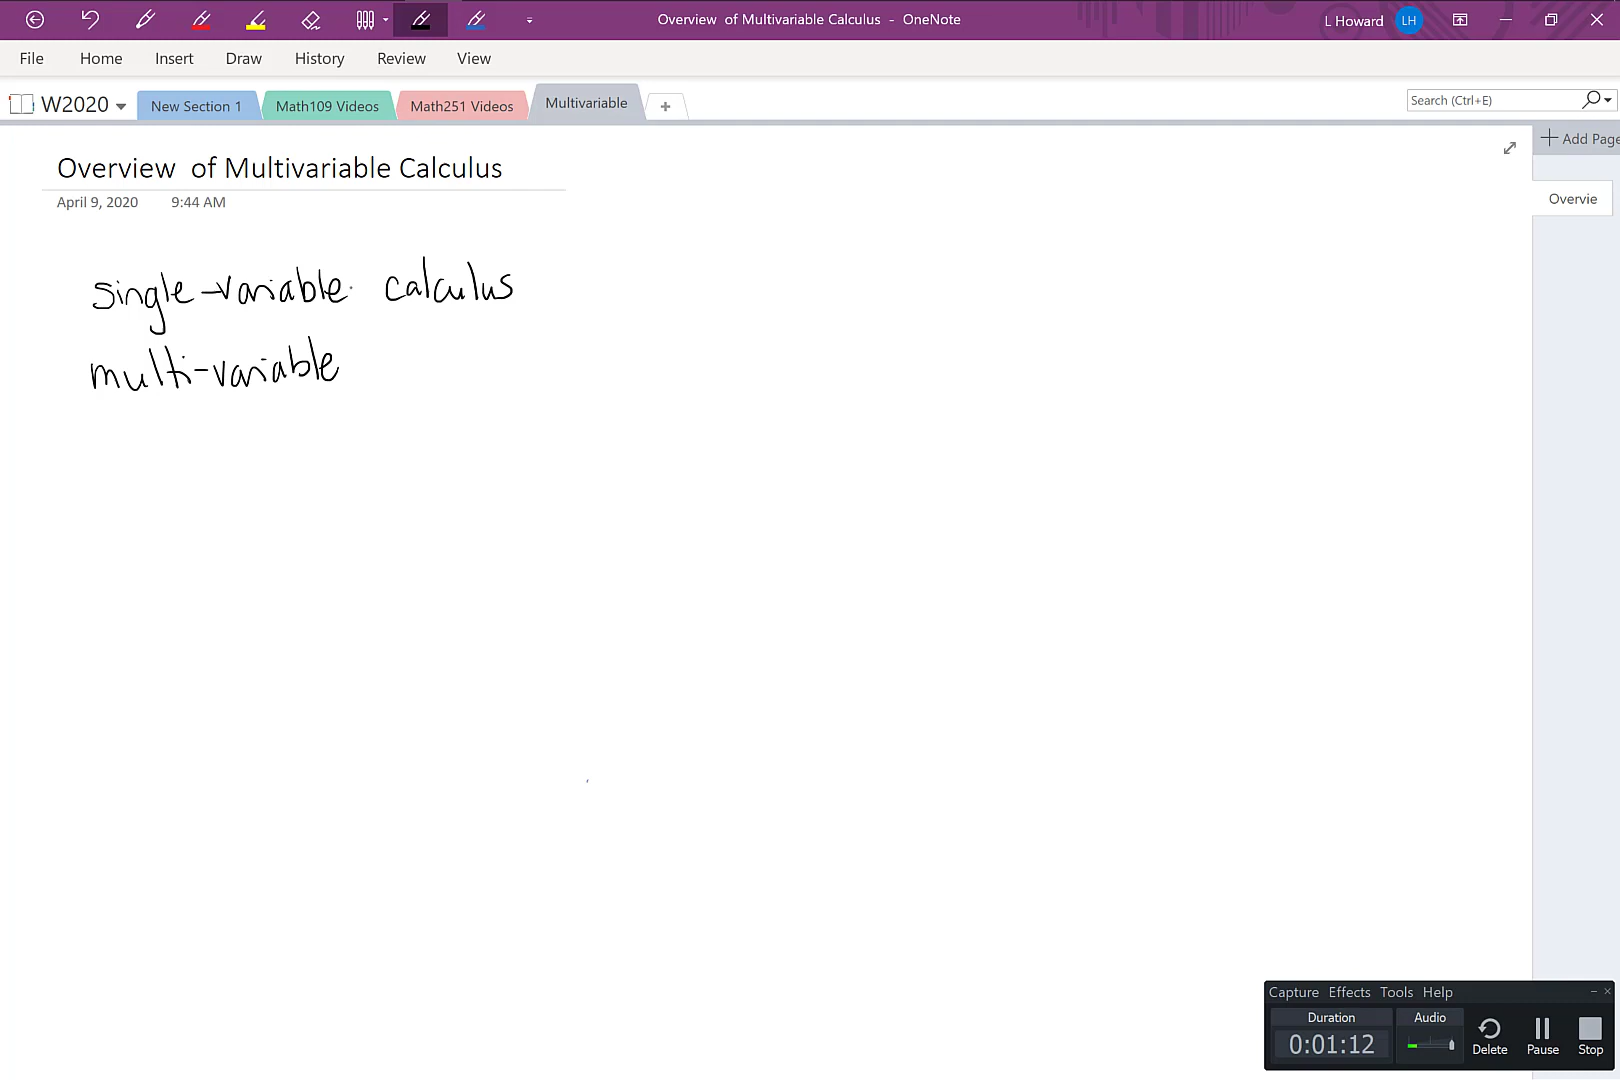 Overview of Multivariable Calculus - OneNote
L Howard LH
File Home Insert Draw History Review View
W2020 New Section 1 Math109 Videos Math251 Videos Multivariable
Search (Ctrl+E)
Add Page
Overview of Multivariable Calculus
April 9, 2020 9:44 AM
Overvie
single-variable calculus
multi-variable
Capture Effects Tools Help
Duration Audio
0:01:12
Delete Pause Stop